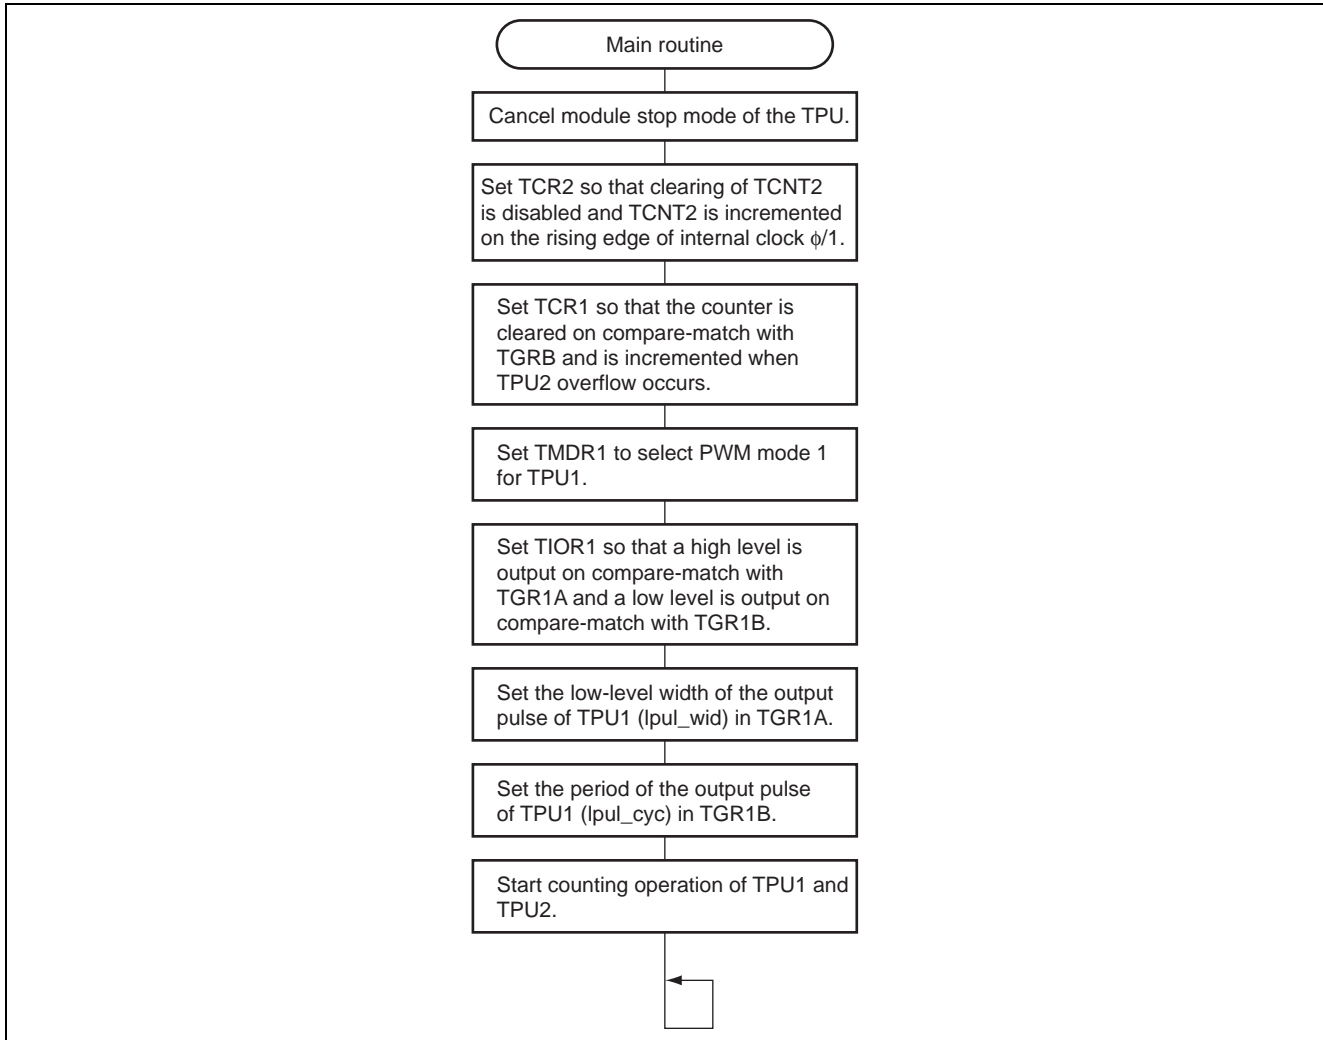 Main routine
Cancel module stop mode of the TPU.
Set TCR2 so that clearing of TCNT2
is disabled and TCNT2 is incremented
on the rising edge of internal clock ϕ/1.
Set TCR1 so that the counter is
cleared on compare-match with
TGRB and is incremented when
TPU2 overflow occurs.
Set TMDR1 to select PWM mode 1
for TPU1.
Set TIOR1 so that a high level is
output on compare-match with
TGR1A and a low level is output on
compare-match with TGR1B.
Set the low-level width of the output
pulse of TPU1 (lpul_wid) in TGR1A.
Set the period of the output pulse
of TPU1 (lpul_cyc) in TGR1B.
Start counting operation of TPU1 and
TPU2.